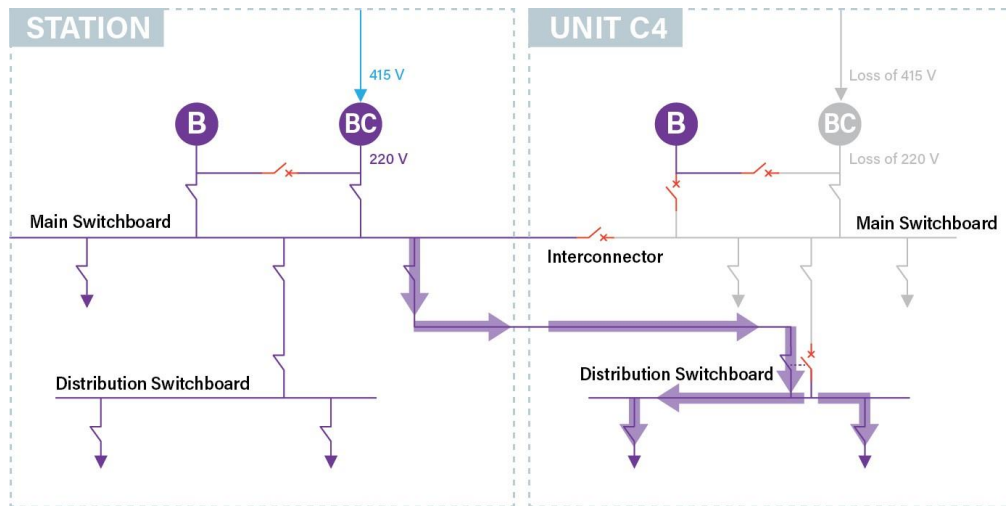 STATION
UNIT C4
415 V
Loss of 415 V
B
BC
B
BC
220 V
Loss of 220 V
Main Switchboard
Main Switchboard
Interconnector
Distribution Switchboard
Distribution Switchboard